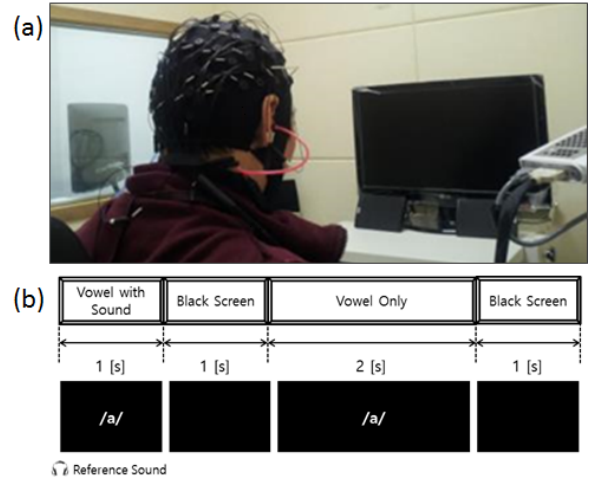 (a)
(b)
Vowel with
Sound
Black Screen
Vowel Only
Black Screen
1 [s]
1 [s]
2 [s]
1 [s]
/a/
/a/
Reference Sound